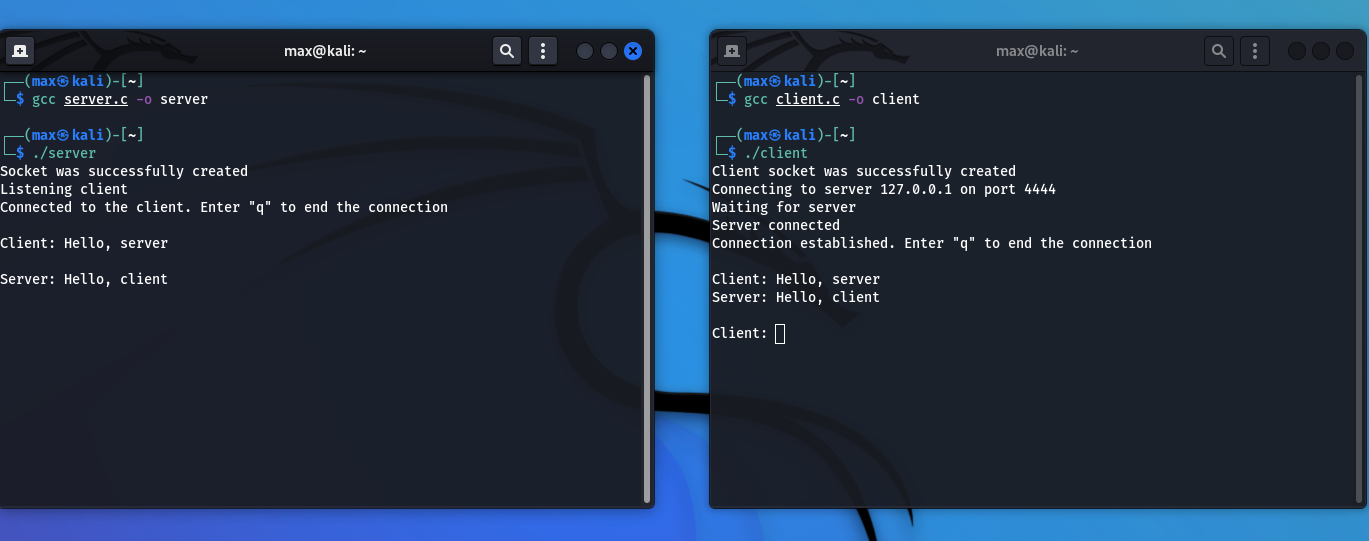 max@kali: ~
┌──(max㉿kali)-[~]
└─$ gcc server.c -o server
┌──(max㉿kali)-[~]
└─$ ./server
Socket was successfully created
Listening client
Connected to the client. Enter "q" to end the connection
Client: Hello, server
Server: Hello, client
max@kali: ~
┌──(max㉿kali)-[~]
└─$ gcc client.c -o client
┌──(max㉿kali)-[~]
└─$ ./client
Client socket was successfully created
Connecting to server 127.0.0.1 on port 4444
Waiting for server
Server connected
Connection established. Enter "q" to end the connection
Client: Hello, server
Server: Hello, client
Client: